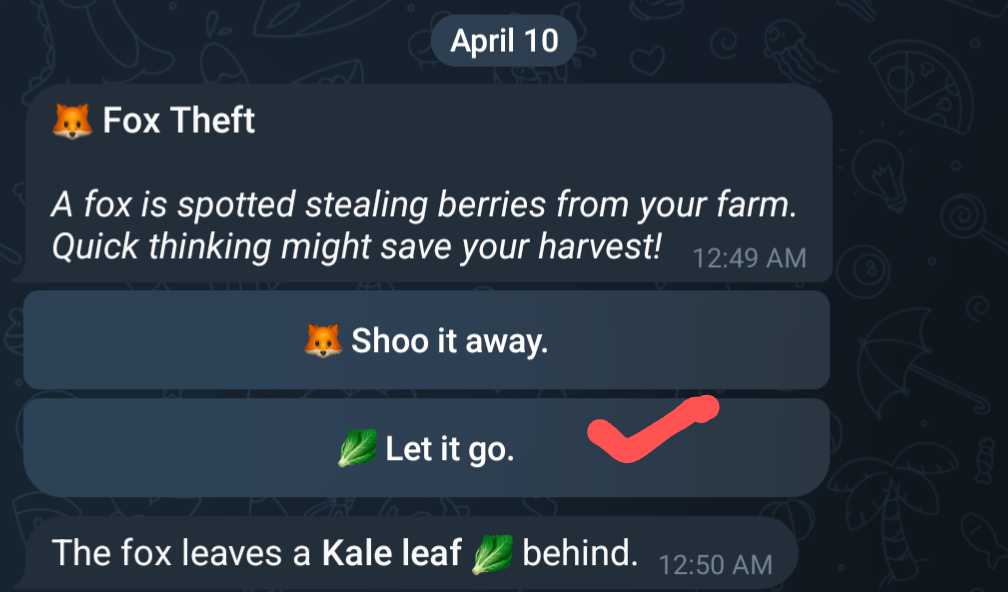 April 10
🦊 Fox Theft
A fox is spotted stealing berries from your farm.
Quick thinking might save your harvest! 12:49 AM
🦊 Shoo it away.
🥬 Let it go.
The fox leaves a Kale leaf 🥬 behind. 12:50 AM